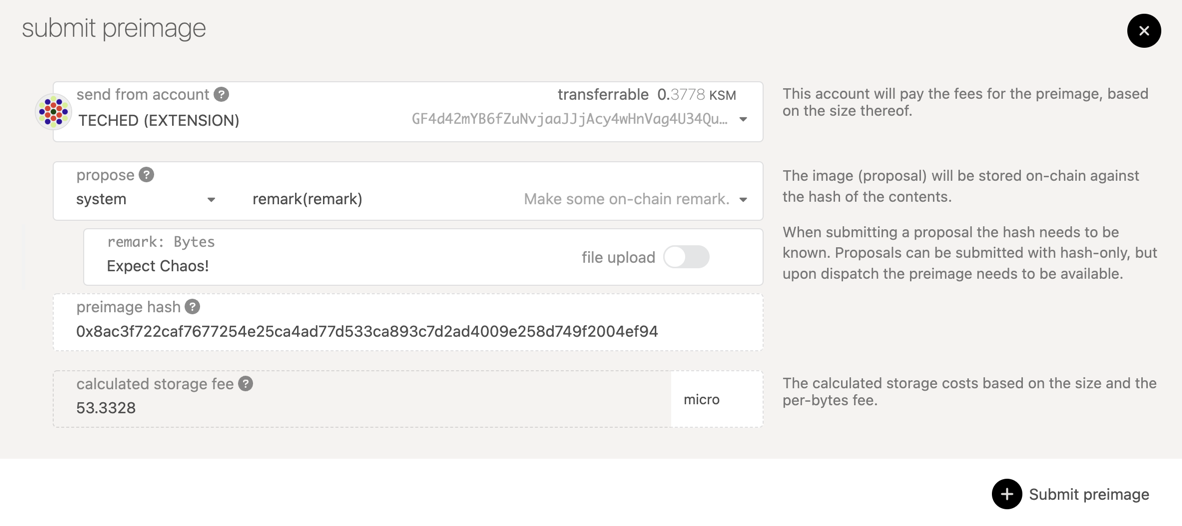 submit preimage
send from account ?
transferrable 0.3778 KSM
TECHED (EXTENSION)
GF4d42mYB6fZuNvjaaJJjAcy4wHnVag4U34Qu…
This account will pay the fees for the preimage, based
on the size thereof.
propose ?
system
remark(remark)
Make some on-chain remark.
The image (proposal) will be stored on-chain against
the hash of the contents.
remark: Bytes
Expect Chaos!
file upload
When submitting a proposal the hash needs to be
known. Proposals can be submitted with hash-only, but
upon dispatch the preimage needs to be available.
preimage hash ?
0x8ac3f722caf7677254e25ca4ad77d533ca893c7d2ad4009e258d749f2004ef94
calculated storage fee ?
53.3328
micro
The calculated storage costs based on the size and the
per-bytes fee.
Submit preimage